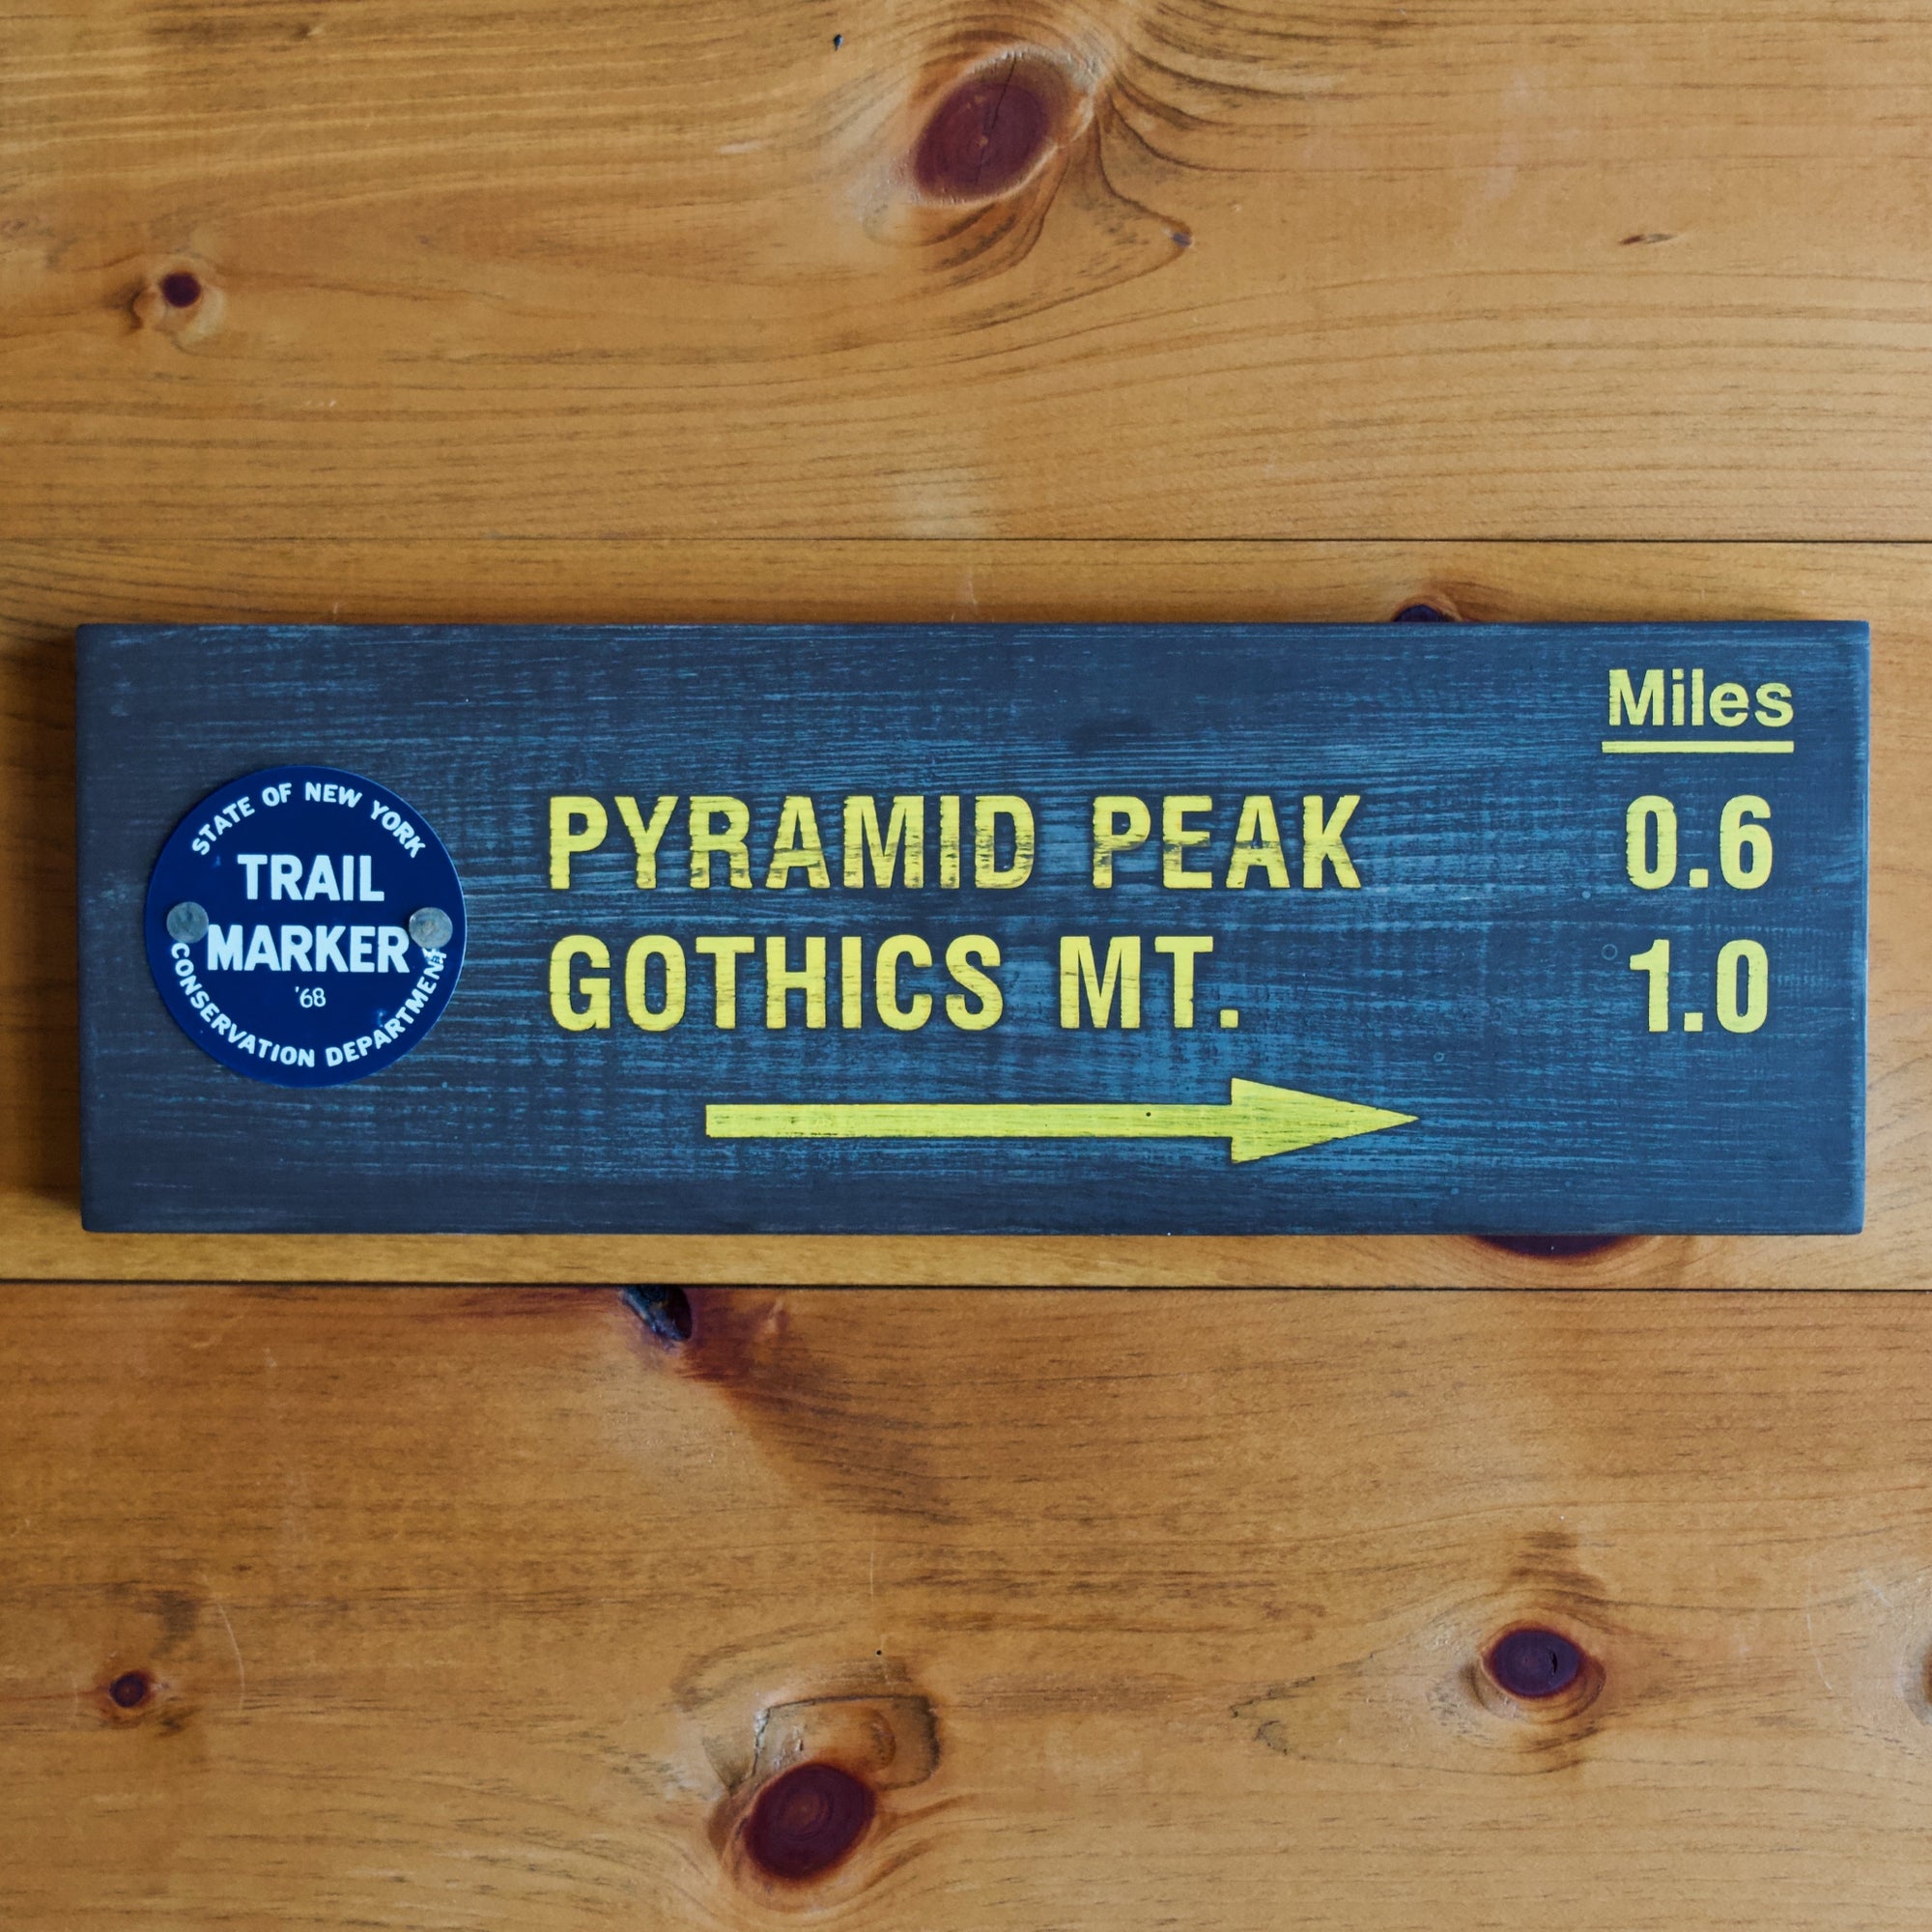 STATE OF NEW YORK
TRAIL
MARKER
'68
CONSERVATION DEPARTMENT
Miles
PYRAMID PEAK 0.6
GOTHICS MT. 1.0